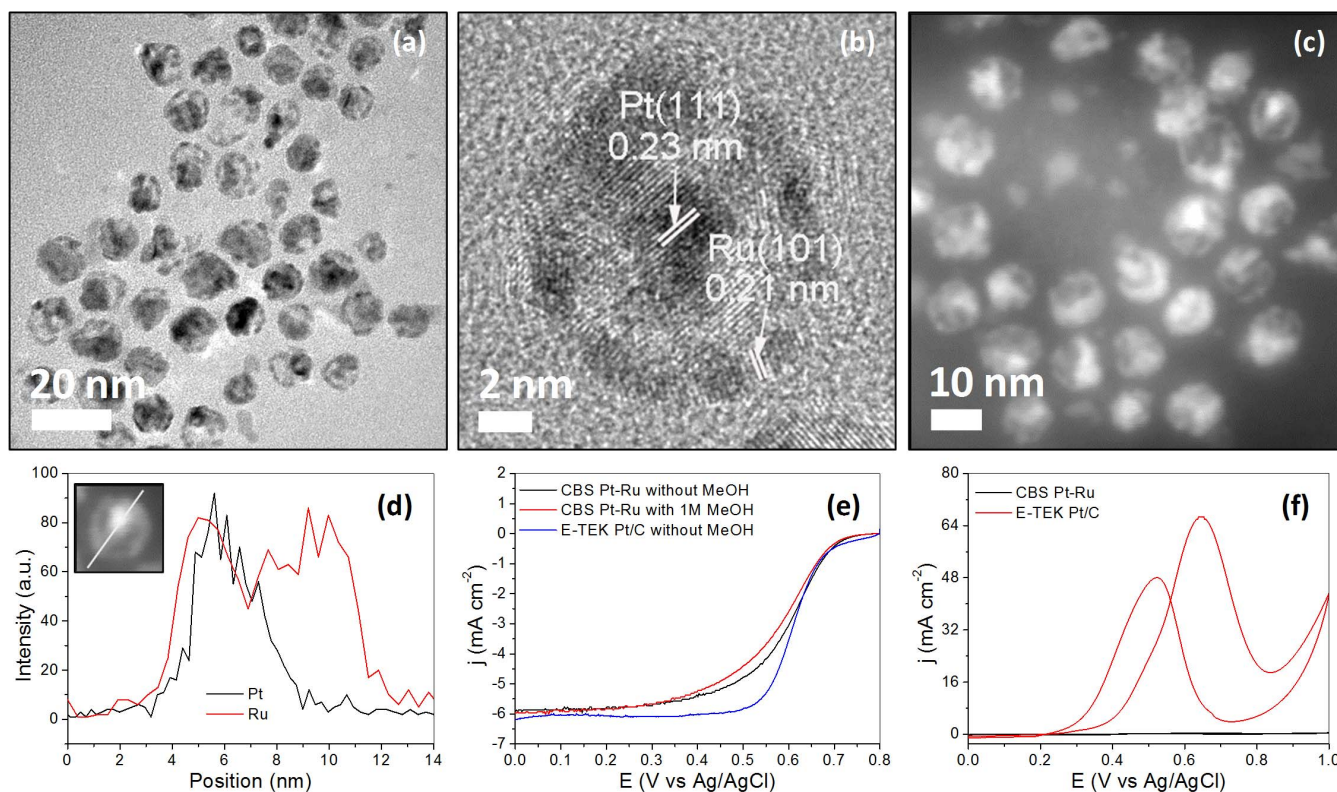 (a)
20 nm
(b)
Pt(111)
0.23 nm
Ru(101)
0.21 nm
2 nm
(c)
10 nm
(d)
100
80
60
40
20
0
0 2 4 6 8 10 12 14
Intensity (a.u.)
Position (nm)
Pt
Ru
(e)
CBS Pt-Ru without MeOH
CBS Pt-Ru with 1M MeOH
E-TEK Pt/C without MeOH
2
1
0
-1
-2
-3
-4
-5
-6
-7
0.0 0.1 0.2 0.3 0.4 0.5 0.6 0.7 0.8
j (mA cm⁻²)
E (V vs Ag/AgCl)
(f)
CBS Pt-Ru
E-TEK Pt/C
80
64
48
32
16
0
0.0 0.2 0.4 0.6 0.8 1.0
j (mA cm⁻²)
E (V vs Ag/AgCl)